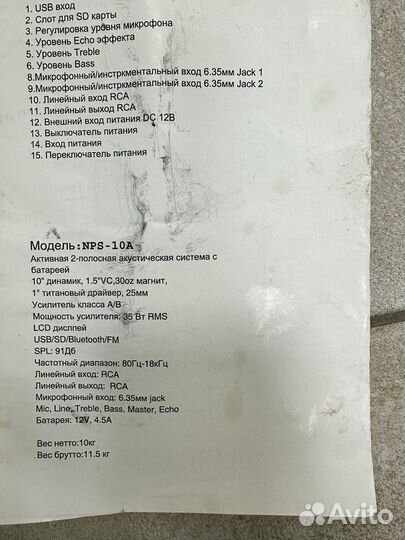 1. USB вход
2. Слот для SD карты
3. Регулировка уровня микрофона
4. Уровень Echo эффекта
5. Уровень Treble
6. Уровень Bass
8.Микрофонный/инстркментальный вход 6.35мм Jack 1
9.Микрофонный/инстркментальный вход 6.35мм Jack 2
10. Линейный вход RCA
11. Линейный выход RCA
12. Внешний вход питания DC 12В
13. Выключатель питания
14. Вход питания
15. Переключатель питания
Модель:NPS-10A
Активная 2-полосная акустическая система с
батареей
10" динамик, 1.5"VC,30oz магнит,
1" титановый драйвер, 25мм
Усилитель класса A/B
Мощность усилителя: 35 Вт RMS
LCD дисплей
USB/SD/Bluetooth/FM
SPL: 91Дб
Частотный диапазон: 80Гц-18кГц
Линейный вход: RCA
Линейный выход: RCA
Микрофонный вход: 6.35мм jack
Mic, Line, Treble, Bass, Master, Echo
Батарея: 12V, 4.5A
Вес нетто:10кг
Вес брутто:11.5 кг
Avito